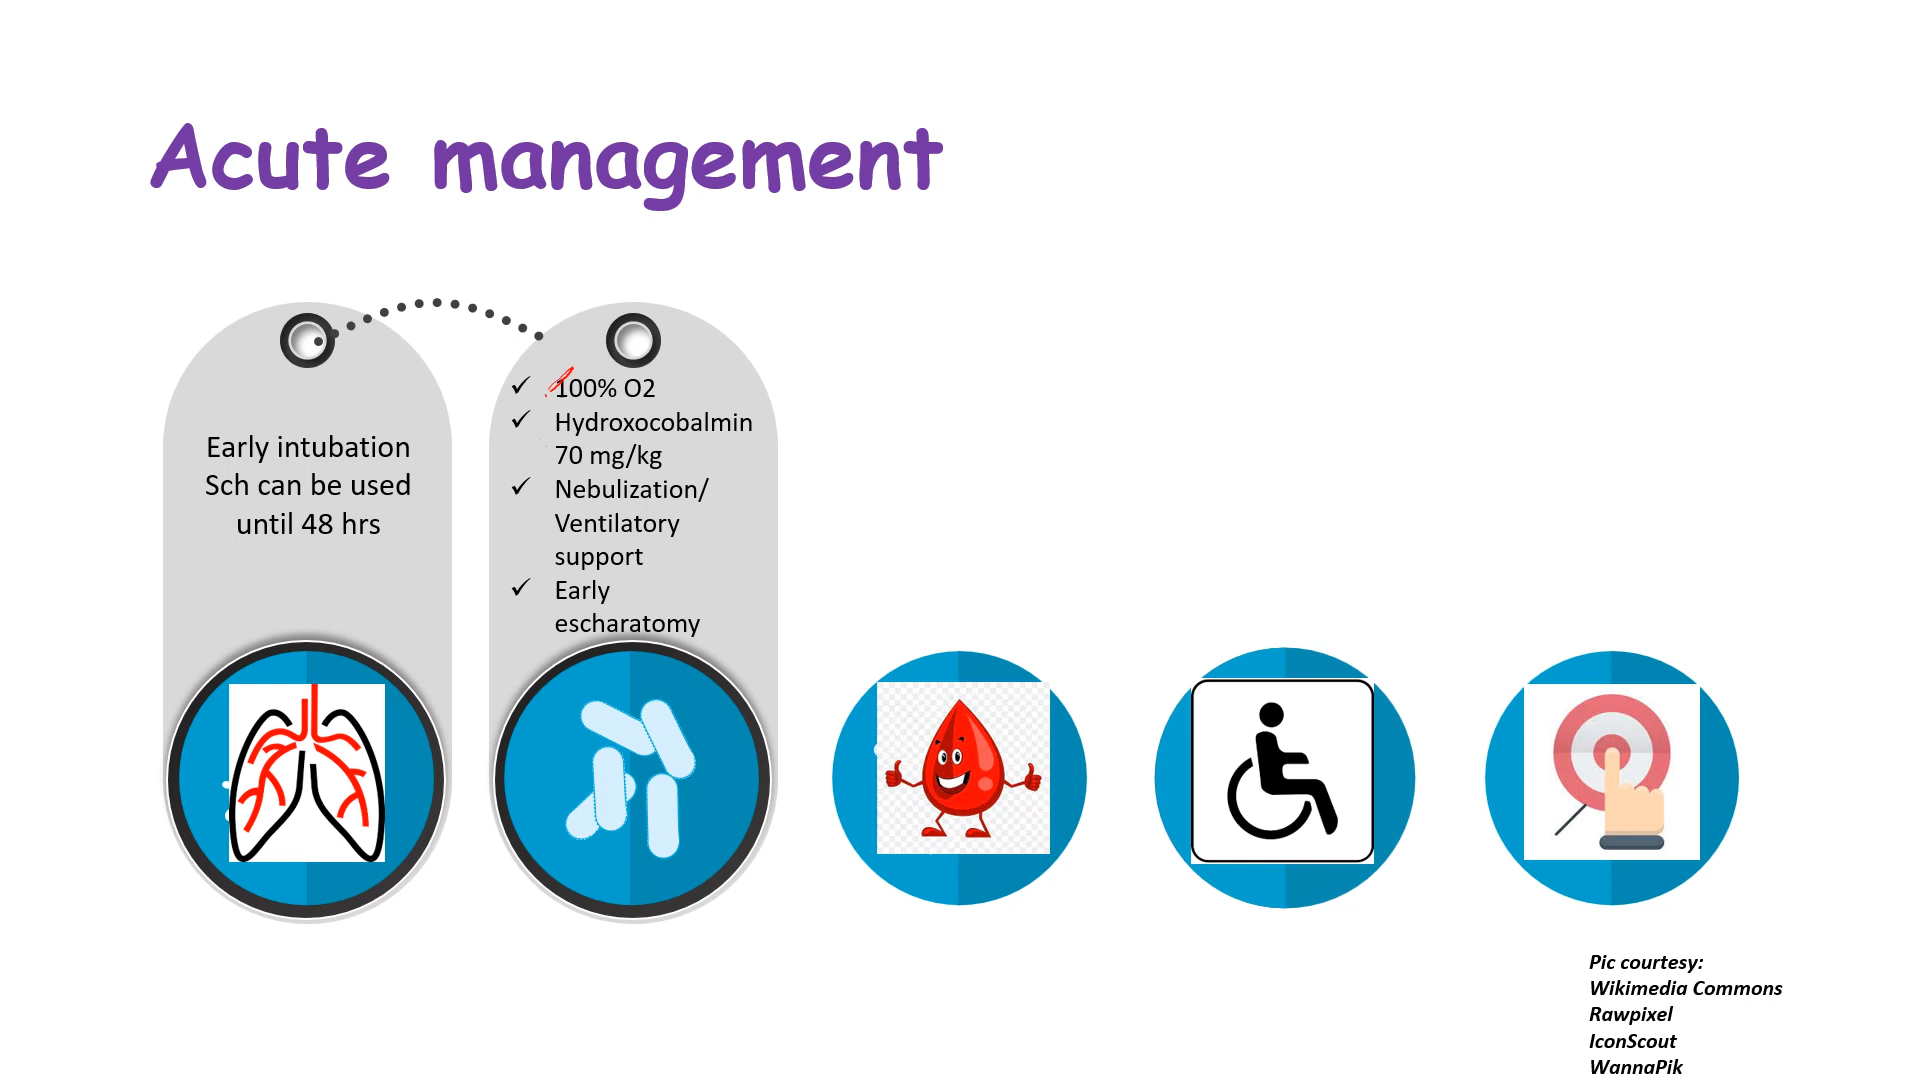 Acute management
Early intubation
Sch can be used
until 48 hrs
✓ 100% O2
✓ Hydroxocobalmin
70 mg/kg
✓ Nebulization/
Ventilatory
support
✓ Early
escharatomy
Pic courtesy:
Wikimedia Commons
Rawpixel
IconScout
WannaPik